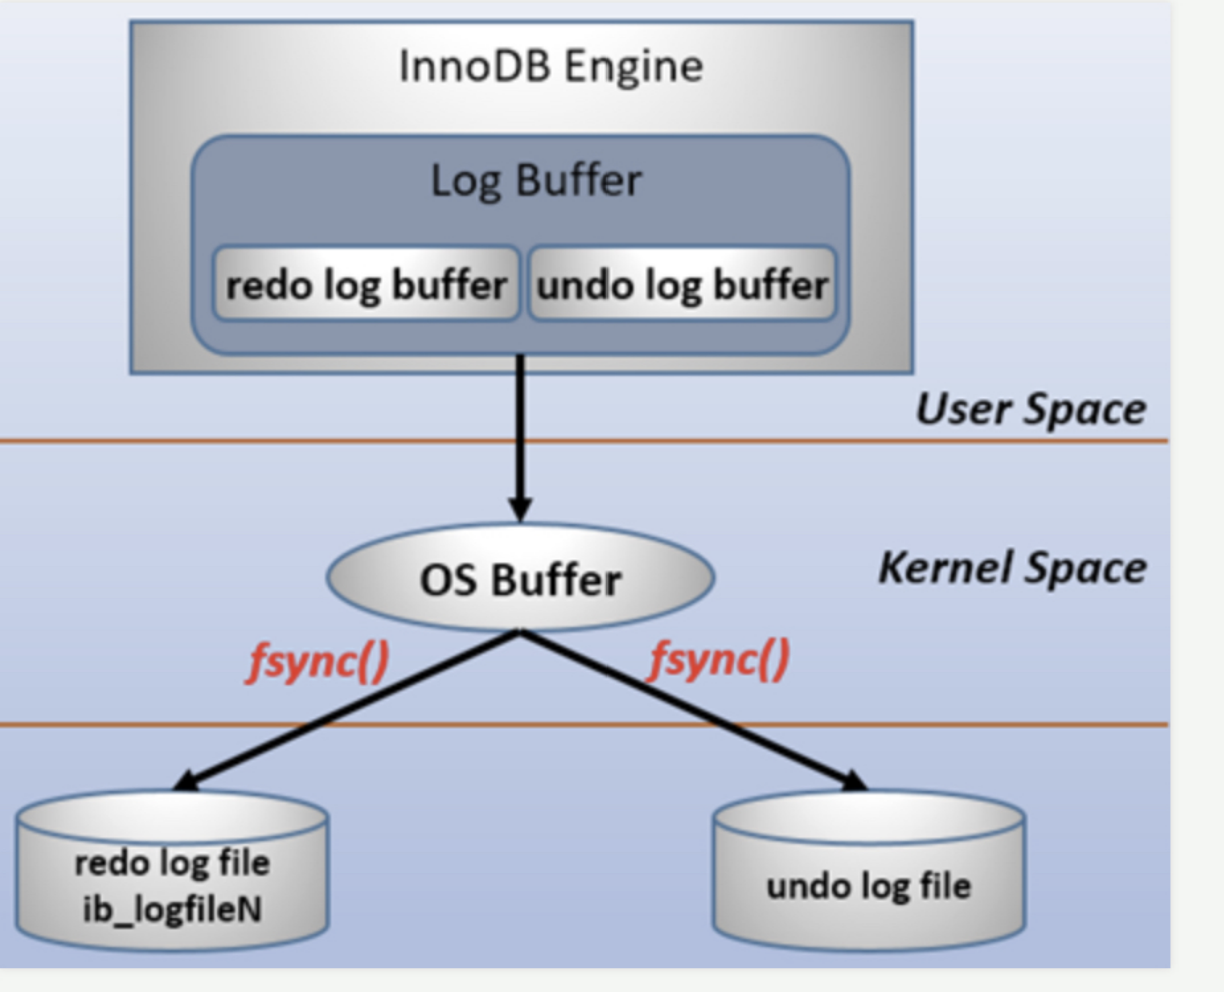 InnoDB Engine
Log Buffer
redo log buffer
undo log buffer
User Space
OS Buffer
Kernel Space
fsync()
fsync()
redo log file
ib_logfileN
undo log file